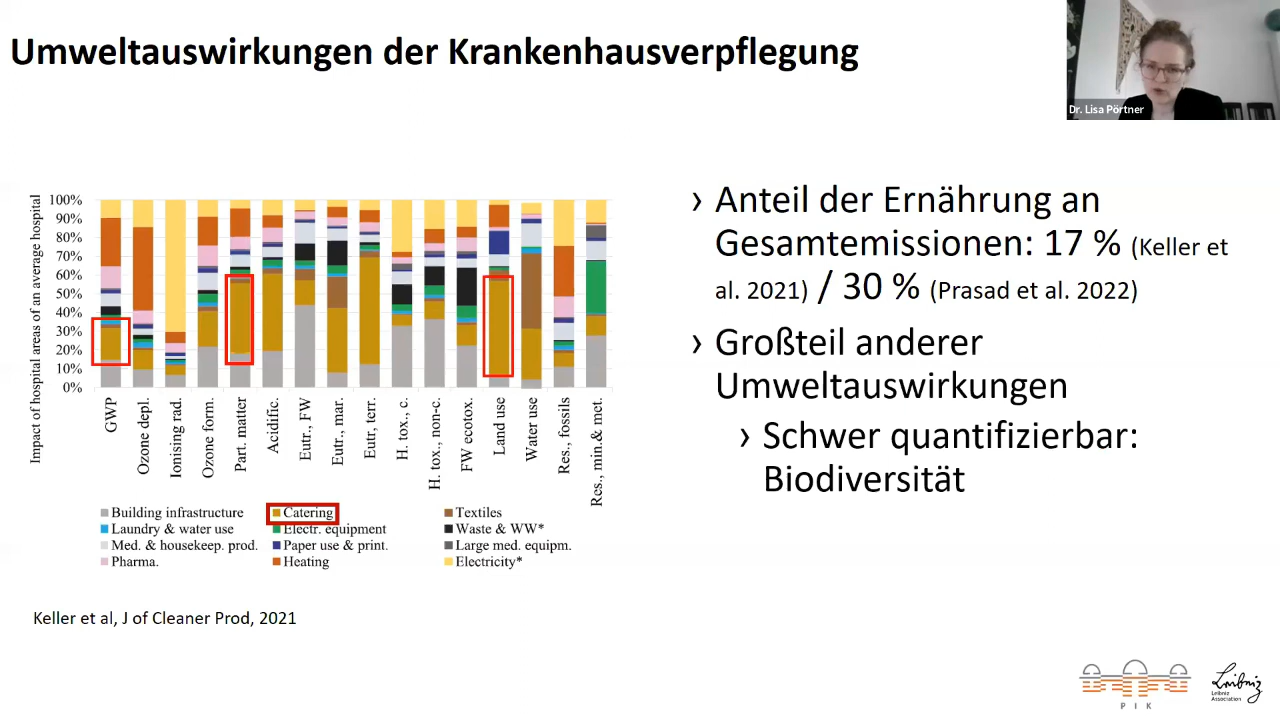 Umweltauswirkungen der Krankenhausverpflegung
Dr. Lisa Pörtner
Impact of hospital areas of an average hospital
100%
90%
80%
70%
60%
50%
40%
30%
20%
10%
0%
GWP
Ozone depl.
Ionising rad.
Ozone form.
Part. matter
Acidific.
Eutr., FW
Eutr., mar.
Eutr, terr.
H. tox., c.
H. tox., non-c.
FW ecotox.
Land use
Water use
Res., fossils
Res., min.& met.
Building infrastructure
Catering
Textiles
Laundry & water use
Electr. equipment
Waste & WW*
Med. & housekeep. prod.
Paper use & print.
Large med. equipm.
Pharma.
Heating
Electricity*
Keller et al, J of Cleaner Prod, 2021
› Anteil der Ernährung an
Gesamtemissionen: 17 % (Keller et
al. 2021) / 30 % (Prasad et al. 2022)
› Großteil anderer
Umweltauswirkungen
› Schwer quantifizierbar:
Biodiversität
P I K
Leibniz
Leibniz
Association